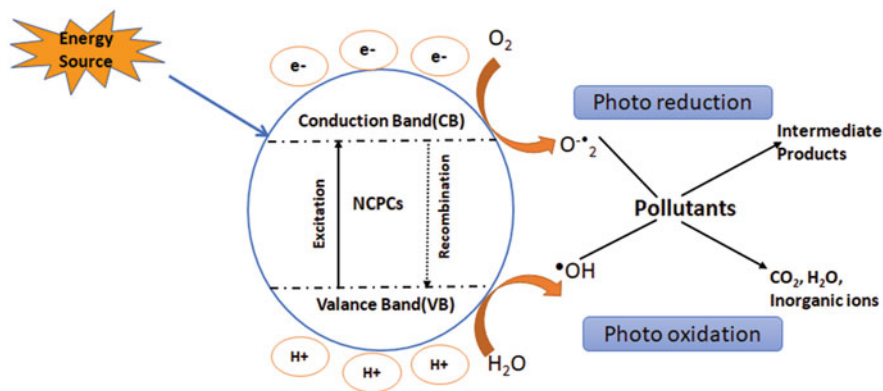 Energy
Source
e-
e-
e-
O₂
Conduction Band(CB)
Photo reduction
O⁻•₂
Intermediate
Products
Excitation
NCPCs
Recombination
Pollutants
•OH
CO₂, H₂O,
Inorganic ions
Valance Band(VB)
Photo oxidation
H+
H+
H+
H₂O